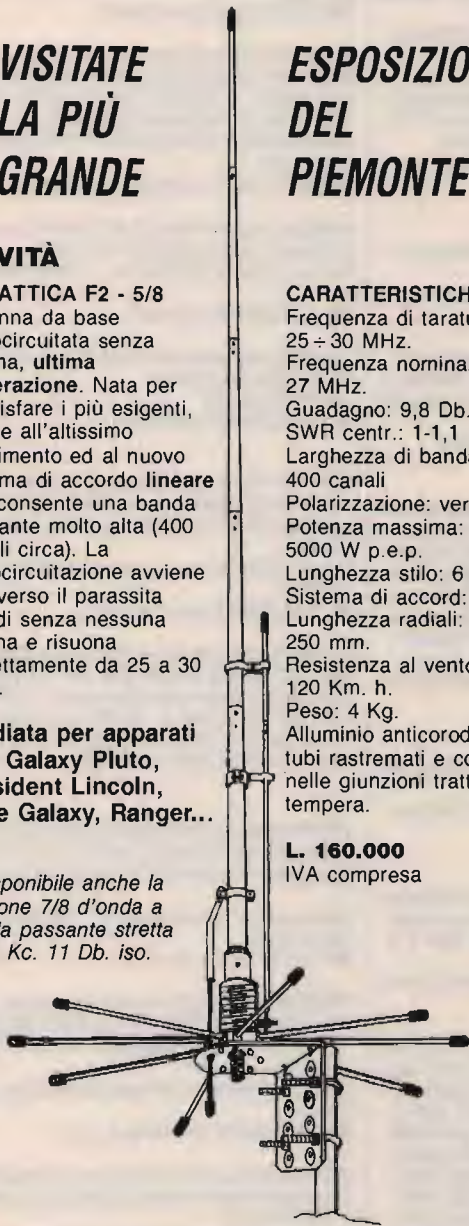 VISITATE
LA PIÙ
GRANDE
ESPOSIZIO
DEL
PIEMONTE
VITÀ
ATTICA F2 - 5/8
nna da base
ocircuitata senza
na, ultima
erazione. Nata per
isfare i più esigenti,
e all'altissimo
imento ed al nuovo
ma di accordo lineare
consente una banda
ante molto alta (400
li circa). La
ocircuitazione avviene
verso il parassita
di senza nessuna
na e risuona
ettamente da 25 a 30
diata per apparati
Galaxy Pluto,
sident Lincoln,
e Galaxy, Ranger...
sponibile anche la
one 7/8 d'onda a
da passante stretta
Kc. 11 Db. iso.
CARATTERISTICH
Frequenza di taratu
25 ÷ 30 MHz.
Frequenza nomina
27 MHz.
Guadagno: 9,8 Db.
SWR centr.: 1-1,1
Larghezza di banda
400 canali
Polarizzazione: ver
Potenza massima:
5000 W p.e.p.
Lunghezza stilo: 6
Sistema di accord:
Lunghezza radiali:
250 mm.
Resistenza al vento
120 Km. h.
Peso: 4 Kg.
Alluminio anticorod
tubi rastremati e co
nelle giunzioni tratt
tempera.
L. 160.000
IVA compresa